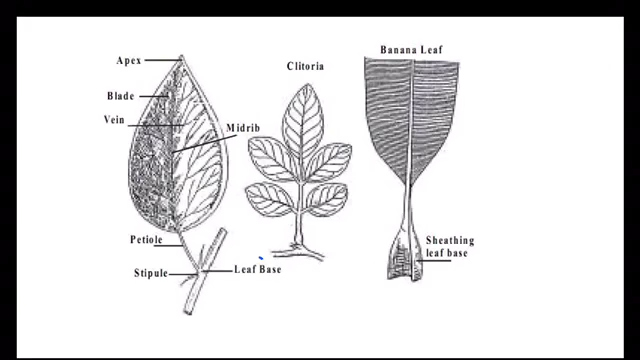 Apex
Blade
Vein
Midrib
Petiole
Stipule
Leaf Base
Clitoria
Banana Leaf
Sheathing
leaf base